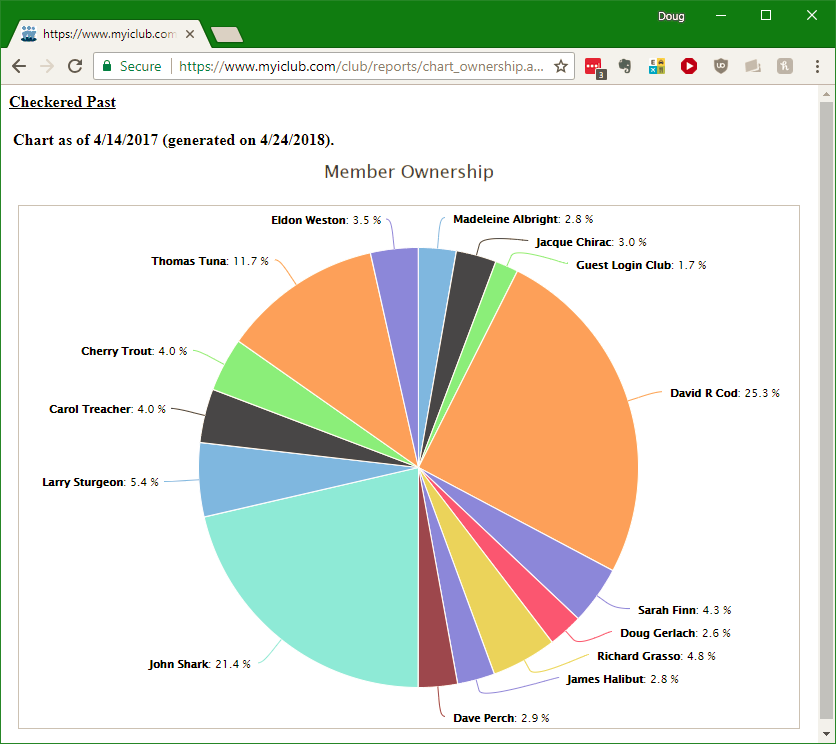 Doug
https://www.myiclub.com
Secure https://www.myiclub.com/club/reports/chart_ownership.a...
3
Checkered Past
Chart as of 4/14/2017 (generated on 4/24/2018).
Member Ownership
Eldon Weston: 3.5 %
Madeleine Albright: 2.8 %
Jacque Chirac: 3.0 %
Thomas Tuna: 11.7 %
Guest Login Club: 1.7 %
Cherry Trout: 4.0 %
David R Cod: 25.3 %
Carol Treacher: 4.0 %
Larry Sturgeon: 5.4 %
Sarah Finn: 4.3 %
Doug Gerlach: 2.6 %
Richard Grasso: 4.8 %
John Shark: 21.4 %
James Halibut: 2.8 %
Dave Perch: 2.9 %